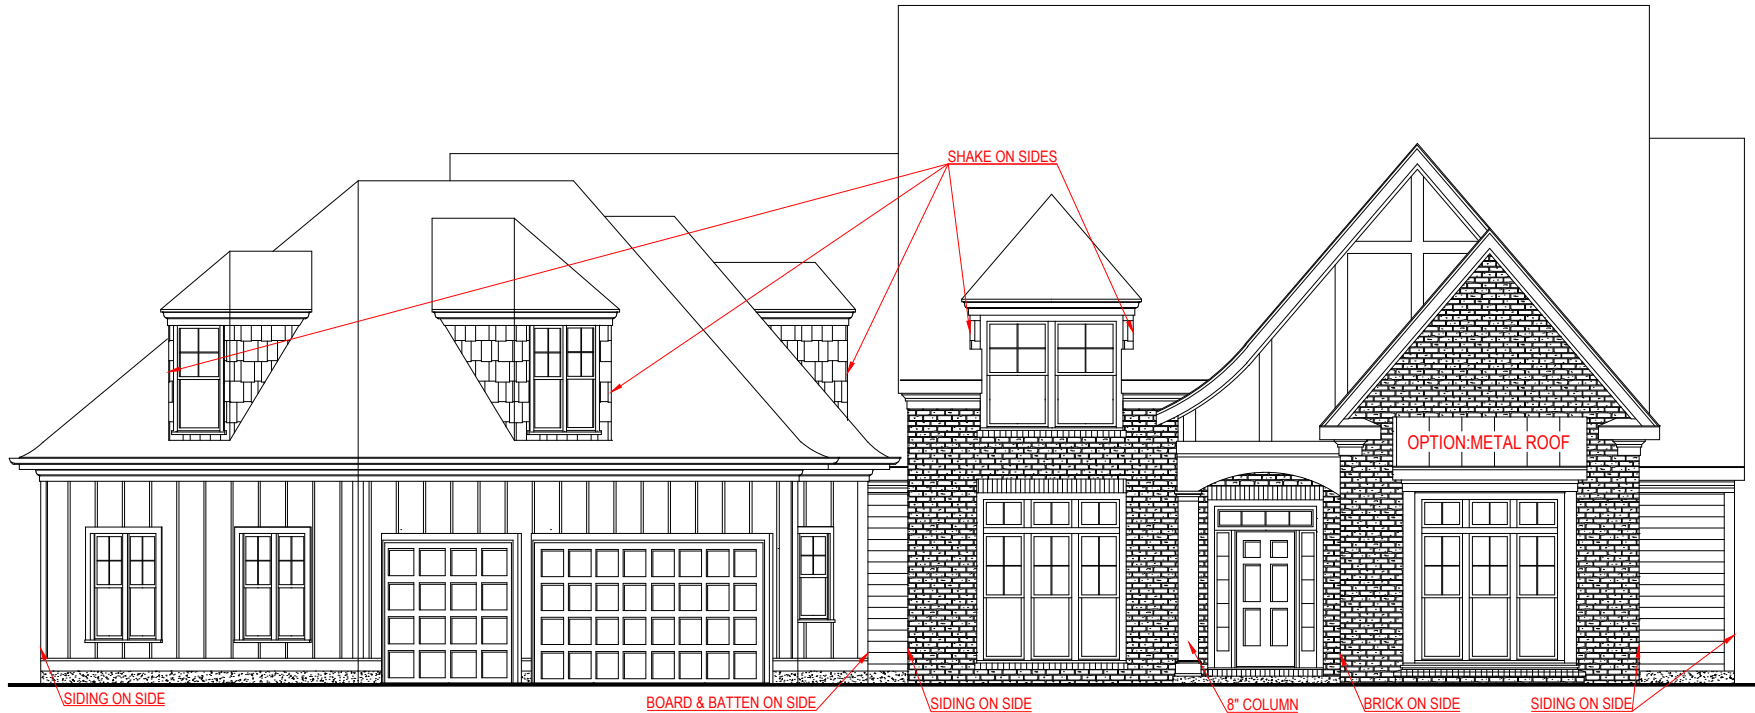 SHAKE ON SIDES
OPTION:METAL ROOF
SIDING ON SIDE
BOARD & BATTEN ON SIDE
SIDING ON SIDE
8" COLUMN
BRICK ON SIDE
SIDING ON SIDE